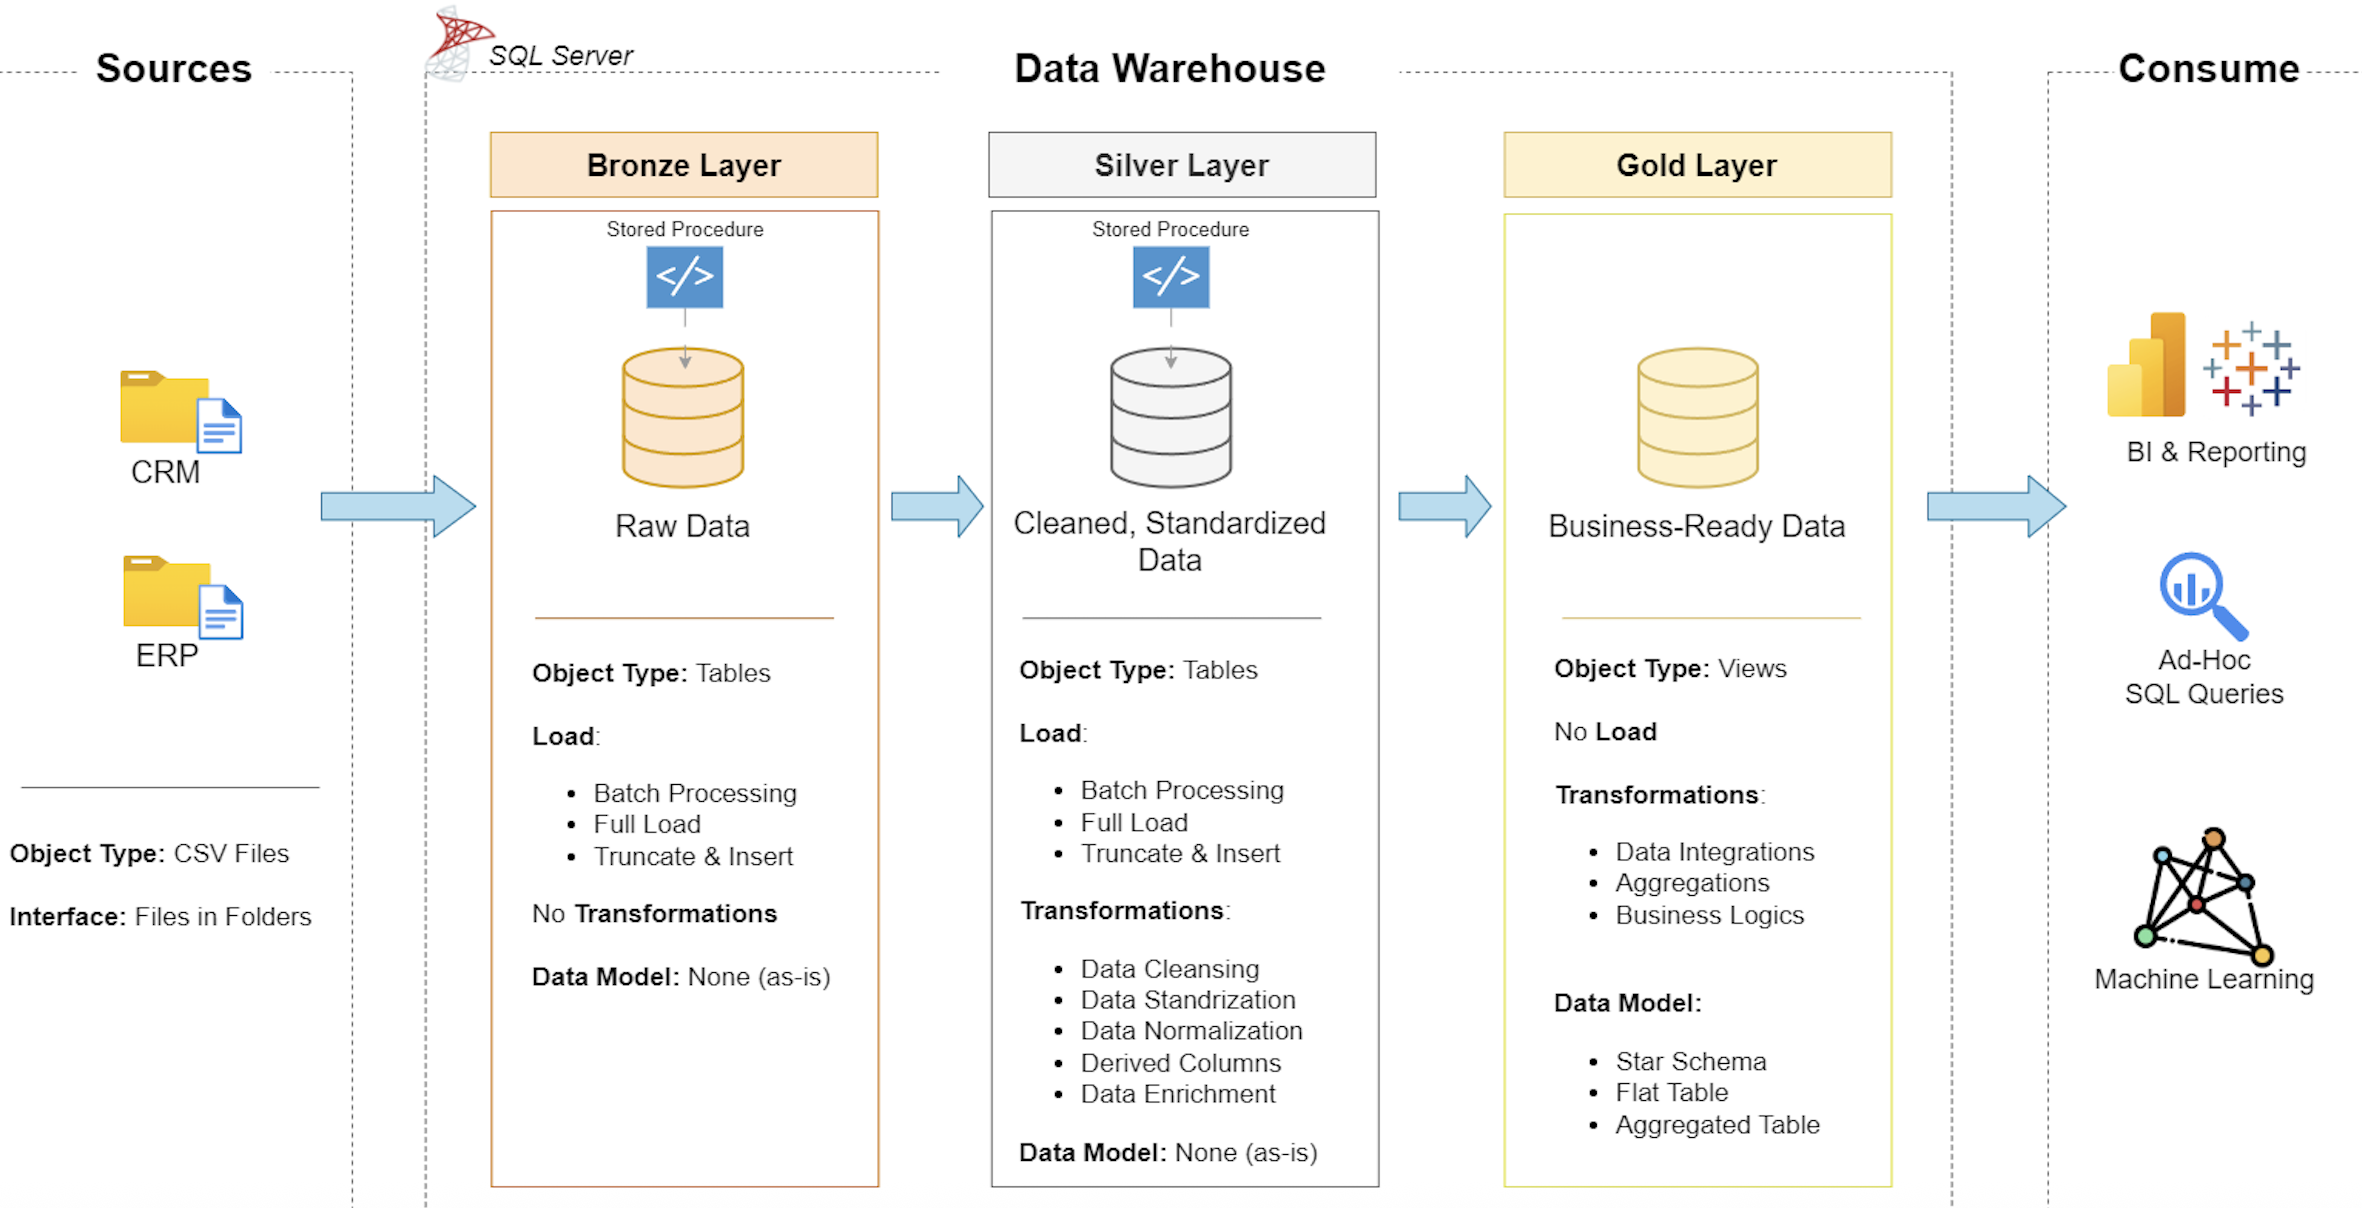 Sources
SQL Server
Data Warehouse
Consume
CRM
ERP
Object Type: CSV Files
Interface: Files in Folders
Bronze Layer
Stored Procedure
</>
Raw Data
Object Type: Tables
Load:
• Batch Processing
• Full Load
• Truncate & Insert
No Transformations
Data Model: None (as-is)
Silver Layer
Stored Procedure
</>
Cleaned, Standardized
Data
Object Type: Tables
Load:
• Batch Processing
• Full Load
• Truncate & Insert
Transformations:
• Data Cleansing
• Data Standrization
• Data Normalization
• Derived Columns
• Data Enrichment
Data Model: None (as-is)
Gold Layer
Business-Ready Data
Object Type: Views
No Load
Transformations:
• Data Integrations
• Aggregations
• Business Logics
Data Model:
• Star Schema
• Flat Table
• Aggregated Table
BI & Reporting
Ad-Hoc
SQL Queries
Machine Learning